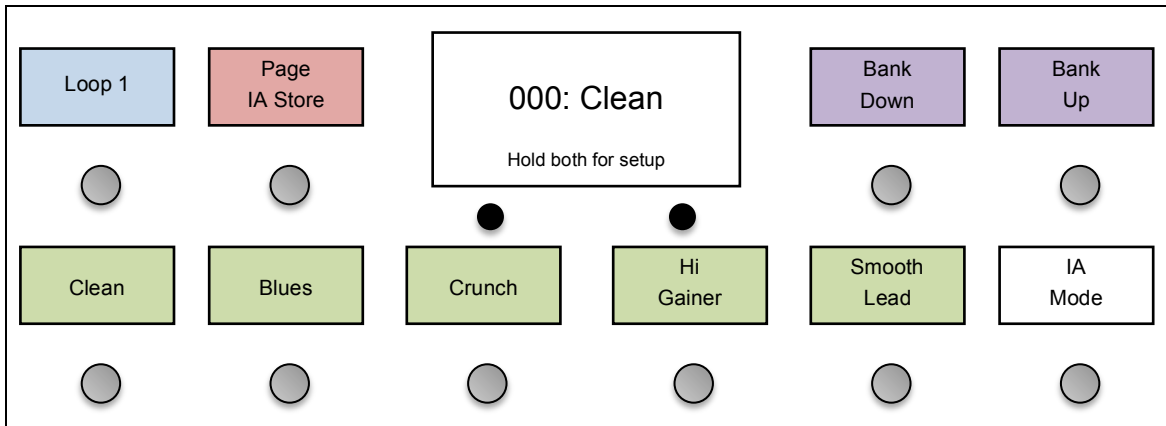 Loop 1
Page
IA Store
000: Clean
Hold both for setup
Bank
Down
Bank
Up
Clean
Blues
Crunch
Hi
Gainer
Smooth
Lead
IA
Mode